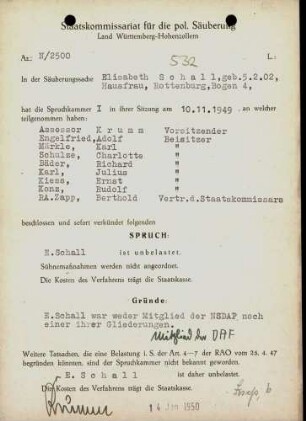 Staatskommissariat für die pol. Säuberung
Land Württemberg-Hohenzollern
Az: N/2500
532
L.:
In der Säuberungssache Elisabeth Schall, geb. 5.2.02,
Hausfrau, Rottenburg, Bogen 4,
hat die Spruchkammer I in ihrer Sitzung am 10.11.1949 an welcher
teilgenommen haben:
Assessor Krumm Vorsitzender
Engelfried, Adolf Beisitzer
Märkle, Karl "
Schulse, Charlotte "
Bäder, Richard "
Karl, Julius "
Kiess, Ernst "
Konz, Rudolf "
RA. Zapp, Berthold Vertr.d.Staatskommissars
beschlossen und sofort verkündet folgenden
SPRUCH:
E.Schall ist unbelastet.
Sühnemaßnahmen werden nicht angeordnet.
Die Kosten des Verfahrens trägt die Staatskasse.
Gründe:
E.Schall war weder Mitglied der NSDAP noch
einer ihrer Gliederungen.
Mitglied der DAF
Weitere Tatsachen, die eine Belastung i. S. der Art. 4–7 der RAO vom 25. 4. 47
begründen können, sind der Spruchkammer nicht bekannt geworden.
E. Schall ist daher unbelastet.
Die Kosten des Verfahrens trägt die Staatskasse.
Krumm
14 Jan 1950